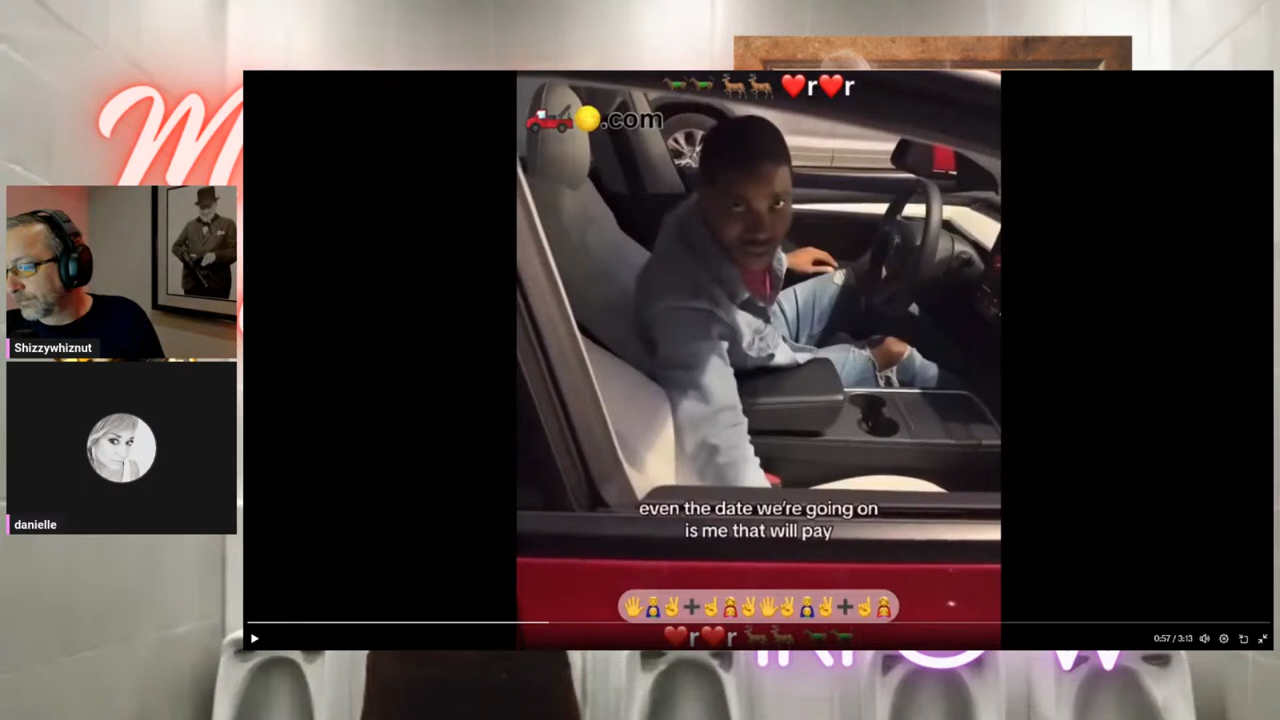 r r
.com
Shizzywhiznut
danielle
even the date we're going on
is me that will pay
r r
0:57 / 3:13